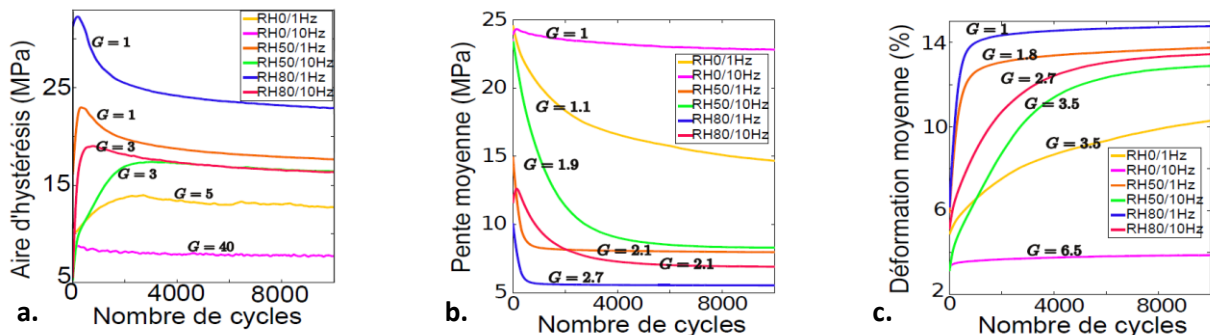 Aire d'hystérésis (MPa)
25
15
5
0
4000
8000
Nombre de cycles
a.
G = 1
G = 1
G = 3
G = 3
G = 5
G = 40
RH0/1Hz
RH0/10Hz
RH50/1Hz
RH50/10Hz
RH80/1Hz
RH80/10Hz
Pente moyenne (MPa)
25
20
15
10
5
0
4000
8000
Nombre de cycles
b.
G = 1
G = 1.1
G = 1.9
G = 2.1
G = 2.1
G = 2.7
RH0/1Hz
RH0/10Hz
RH50/1Hz
RH50/10Hz
RH80/1Hz
RH80/10Hz
Déformation moyenne (%)
14
10
6
2
0
4000
8000
Nombre de cycles
c.
G = 1
G = 1.8
G = 2.7
G = 3.5
G = 3.5
G = 6.5
RH0/1Hz
RH0/10Hz
RH50/1Hz
RH50/10Hz
RH80/1Hz
RH80/10Hz